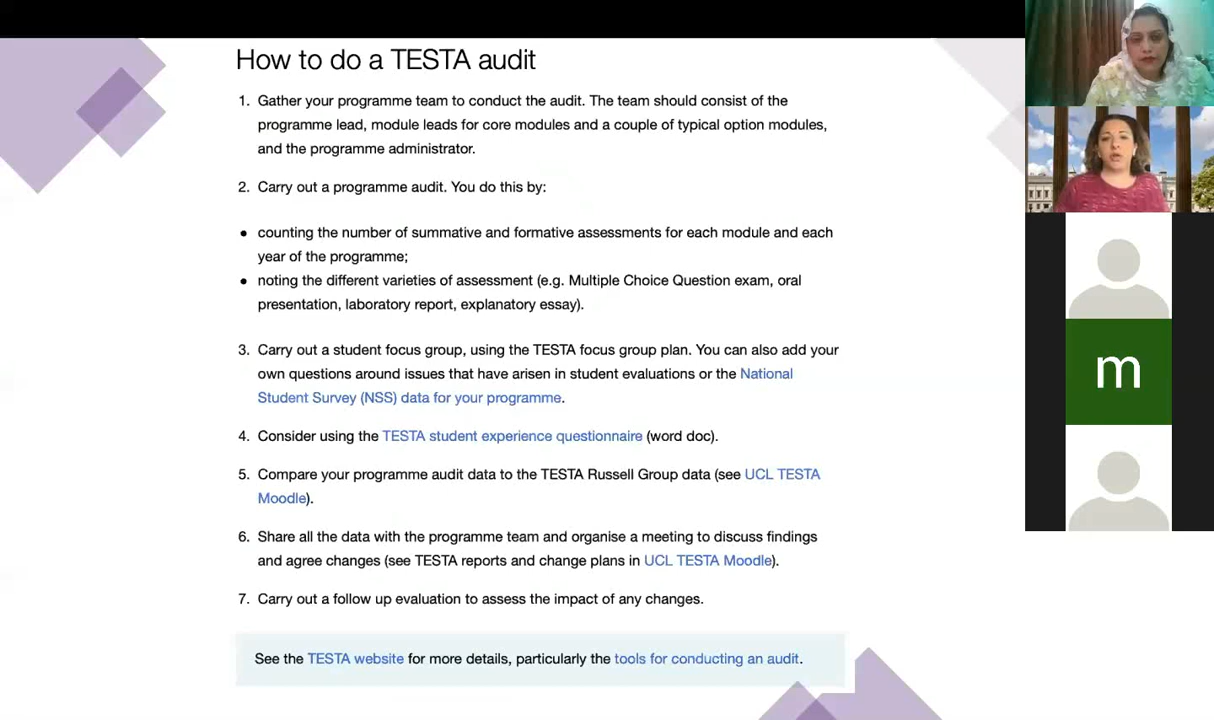 How to do a TESTA audit
1. Gather your programme team to conduct the audit. The team should consist of the
programme lead, module leads for core modules and a couple of typical option modules,
and the programme administrator.
2. Carry out a programme audit. You do this by:
• counting the number of summative and formative assessments for each module and each
year of the programme;
• noting the different varieties of assessment (e.g. Multiple Choice Question exam, oral
presentation, laboratory report, explanatory essay).
3. Carry out a student focus group, using the TESTA focus group plan. You can also add your
own questions around issues that have arisen in student evaluations or the National
Student Survey (NSS) data for your programme.
4. Consider using the TESTA student experience questionnaire (word doc).
5. Compare your programme audit data to the TESTA Russell Group data (see UCL TESTA
Moodle).
6. Share all the data with the programme team and organise a meeting to discuss findings
and agree changes (see TESTA reports and change plans in UCL TESTA Moodle).
7. Carry out a follow up evaluation to assess the impact of any changes.
See the TESTA website for more details, particularly the tools for conducting an audit.
m